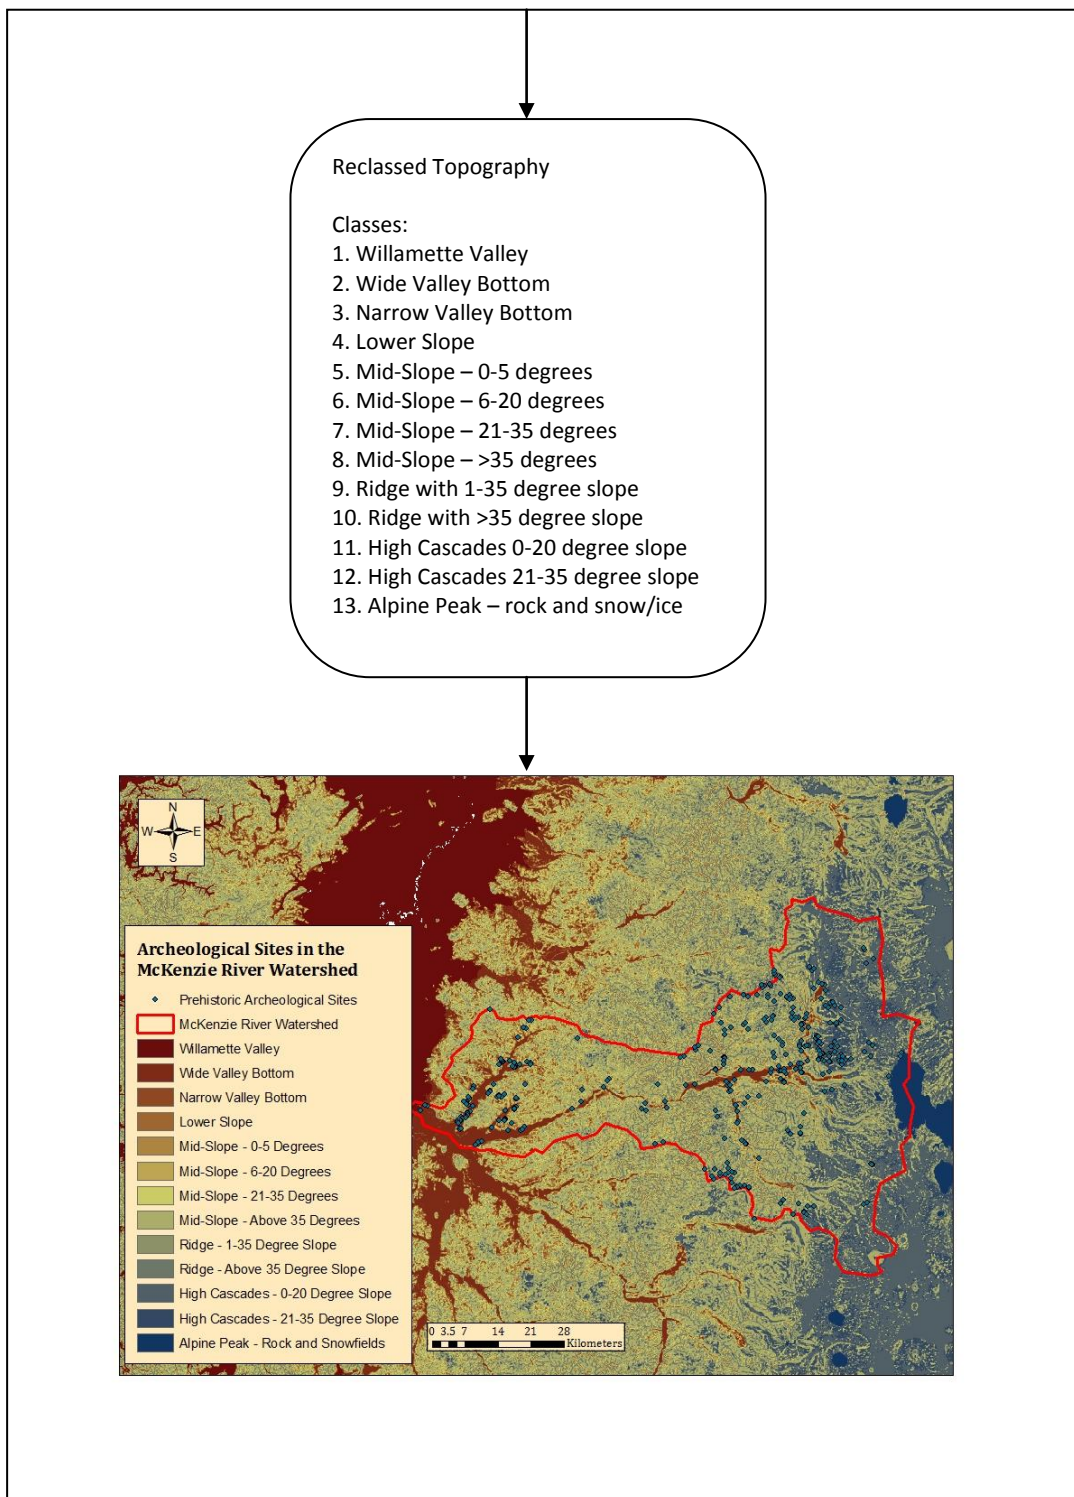 Reclassed Topography
Classes:
1. Willamette Valley
2. Wide Valley Bottom
3. Narrow Valley Bottom
4. Lower Slope
5. Mid-Slope – 0-5 degrees
6. Mid-Slope – 6-20 degrees
7. Mid-Slope – 21-35 degrees
8. Mid-Slope – >35 degrees
9. Ridge with 1-35 degree slope
10. Ridge with >35 degree slope
11. High Cascades 0-20 degree slope
12. High Cascades 21-35 degree slope
13. Alpine Peak – rock and snow/ice
N
W E
S
Archeological Sites in the
McKenzie River Watershed
Prehistoric Archeological Sites
McKenzie River Watershed
Willamette Valley
Wide Valley Bottom
Narrow Valley Bottom
Lower Slope
Mid-Slope - 0-5 Degrees
Mid-Slope - 6-20 Degrees
Mid-Slope - 21-35 Degrees
Mid-Slope - Above 35 Degrees
Ridge - 1-35 Degree Slope
Ridge - Above 35 Degree Slope
High Cascades - 0-20 Degree Slope
High Cascades - 21-35 Degree Slope
Alpine Peak - Rock and Snowfields
0 3.5 7 14 21 28
Kilometers